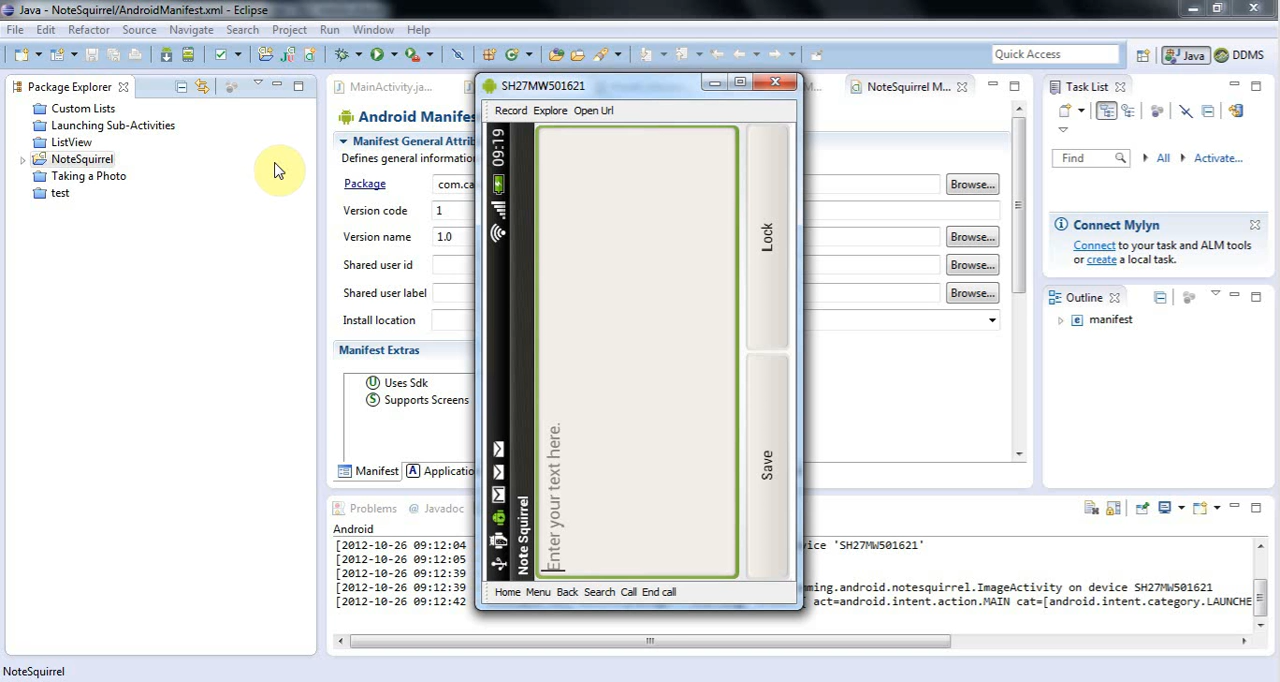 Java - NoteSquirrel/AndroidManifest.xml - Eclipse
File Edit Refactor Source Navigate Search Project Run Window Help
Quick Access
Java
DDMS
Package Explorer
Custom Lists
Launching Sub-Activities
ListView
NoteSquirrel
Taking a Photo
test
MainActivity.ja...
NoteSquirrel M...
Android Manifes
Manifest General Attrib
Defines general information
Package com.ca Browse...
Version code 1
Version name 1.0 Browse...
Shared user id Browse...
Shared user label Browse...
Install location
Manifest Extras
U Uses Sdk
S Supports Screens
Manifest A Application
SH27MW501621
Record Explore Open Url
09:19
Note Squirrel
Enter your text here.
Lock
Save
Home Menu Back Search Call End call
Task List
Find All Activate...
Connect Mylyn
Connect to your task and ALM tools
or create a local task.
Outline
manifest
Problems @ Javadoc
Android
[2012-10-26 09:12:04 ice 'SH27MW501621'
[2012-10-26 09:12:05
[2012-10-26 09:12:39
[2012-10-26 09:12:39 ming.android.notesquirrel.ImageActivity on device SH27MW501621
[2012-10-26 09:12:42 act=android.intent.action.MAIN cat=[android.intent.category.LAUNCHE
NoteSquirrel